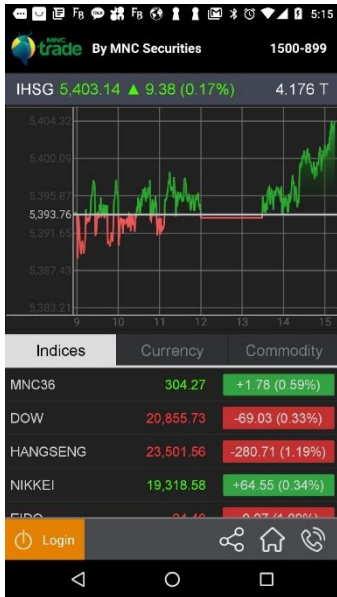 FB FB 5:15
MNC
trade By MNC Securities 1500-899
IHSG 5,403.14 ▲ 9.38 (0.17%) 4.176 T
5,404.32
5,400.09
5,395.87
5,393.76
5,391.65
5,387.43
5,383.21
9 10 11 12 13 14 15
Indices Currency Commodity
MNC36 304.27 +1.78 (0.59%)
DOW 20,855.73 -69.03 (0.33%)
HANGSENG 23,501.56 -280.71 (1.19%)
NIKKEI 19,318.58 +64.55 (0.34%)
Login